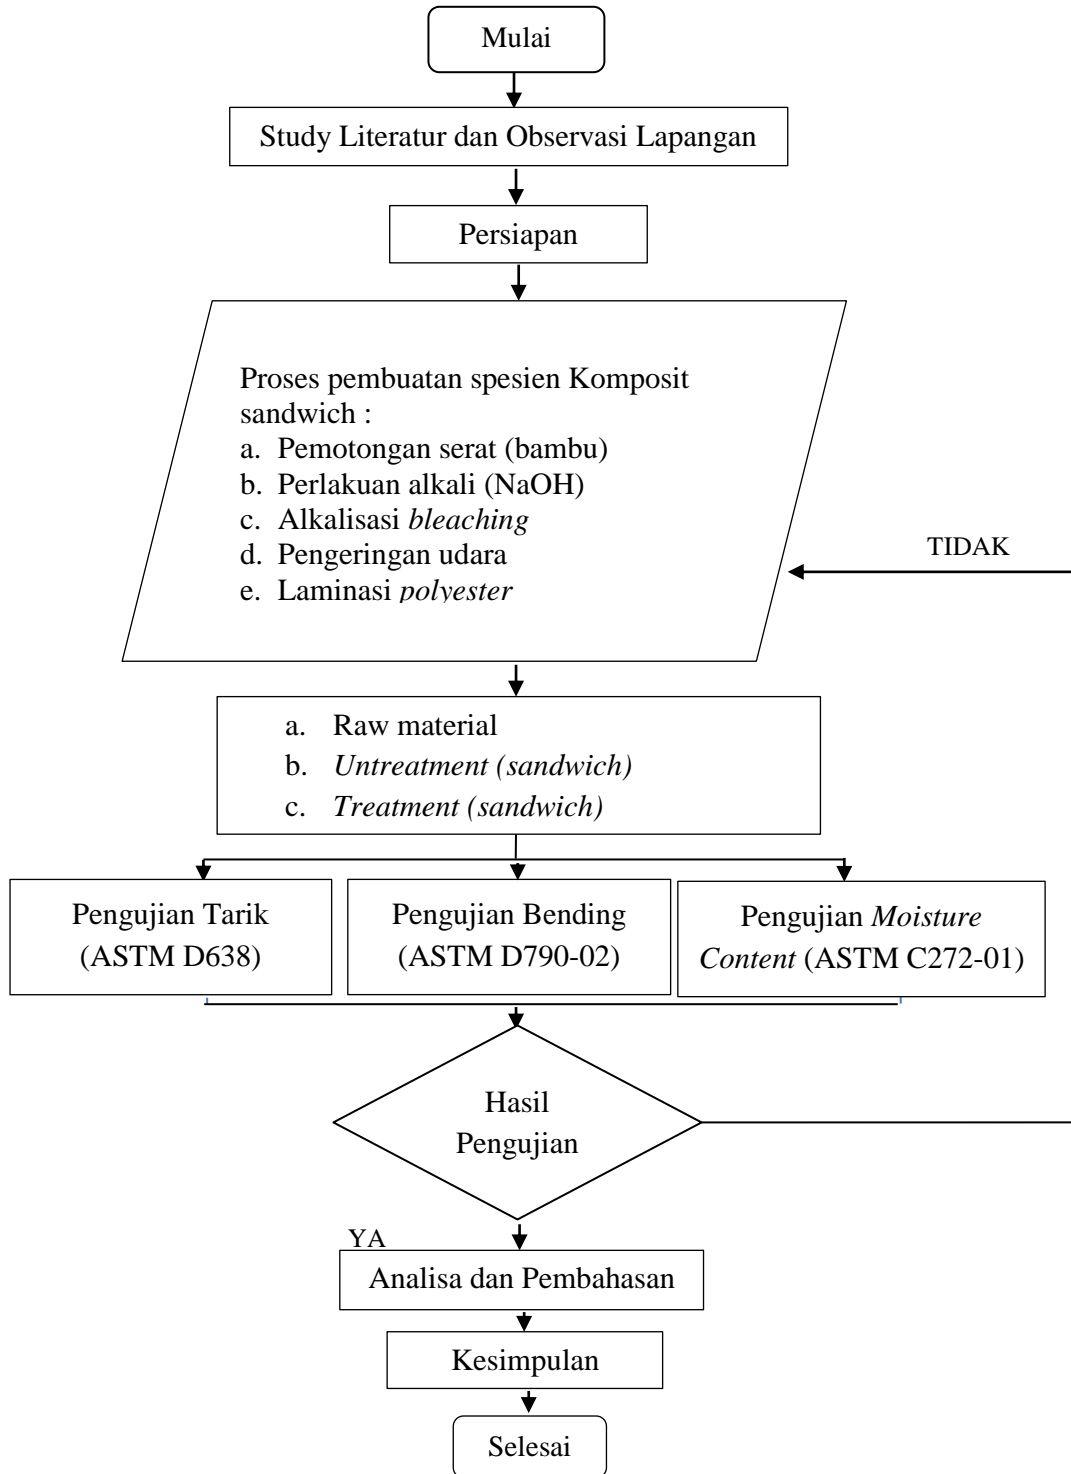 Mulai
Study Literatur dan Observasi Lapangan
Persiapan
Proses pembuatan spesien Komposit
sandwich :
a. Pemotongan serat (bambu)
b. Perlakuan alkali (NaOH)
c. Alkalisasi bleaching
d. Pengeringan udara
e. Laminasi polyester
TIDAK
a. Raw material
b. Untreatment (sandwich)
c. Treatment (sandwich)
Pengujian Tarik
(ASTM D638)
Pengujian Bending
(ASTM D790-02)
Pengujian Moisture
Content (ASTM C272-01)
Hasil
Pengujian
YA
Analisa dan Pembahasan
Kesimpulan
Selesai